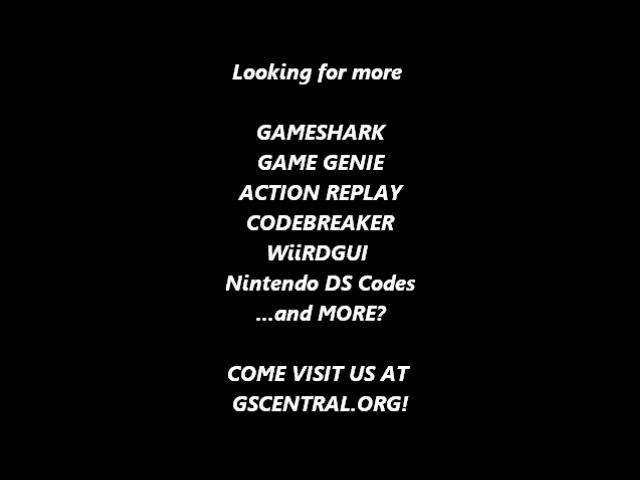 Looking for more
GAMESHARK
GAME GENIE
ACTION REPLAY
CODEBREAKER
WiiRDGUI
Nintendo DS Codes
...and MORE?
COME VISIT US AT
GSCENTRAL.ORG!